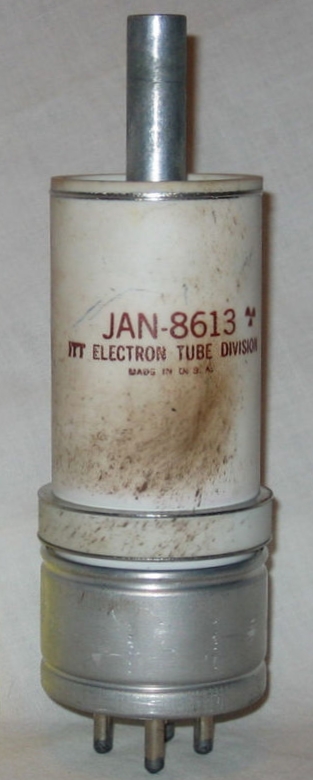 JAN-8613
ITT ELECTRON TUBE DIVISION
MADE IN U. S. A.